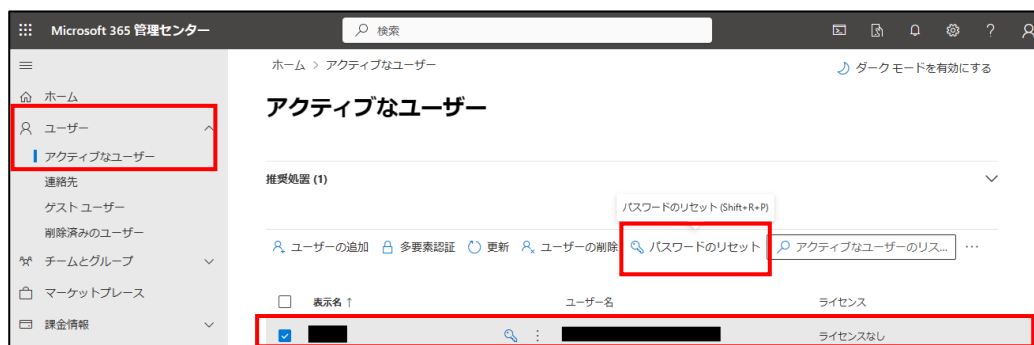 Microsoft 365 管理センター
検索
?
ホーム > アクティブなユーザー
ダーク モードを有効にする
ホーム
ユーザー
アクティブなユーザー
連絡先
ゲスト ユーザー
削除済みのユーザー
チームとグループ
マーケットプレース
課金情報
アクティブなユーザー
推奨処置 (1)
パスワードのリセット (Shift+R+P)
ユーザーの追加 多要素認証 更新 ユーザーの削除 パスワードのリセット アクティブなユーザーのリス... ...
表示名 ↑ ユーザー名 ライセンス
ライセンスなし